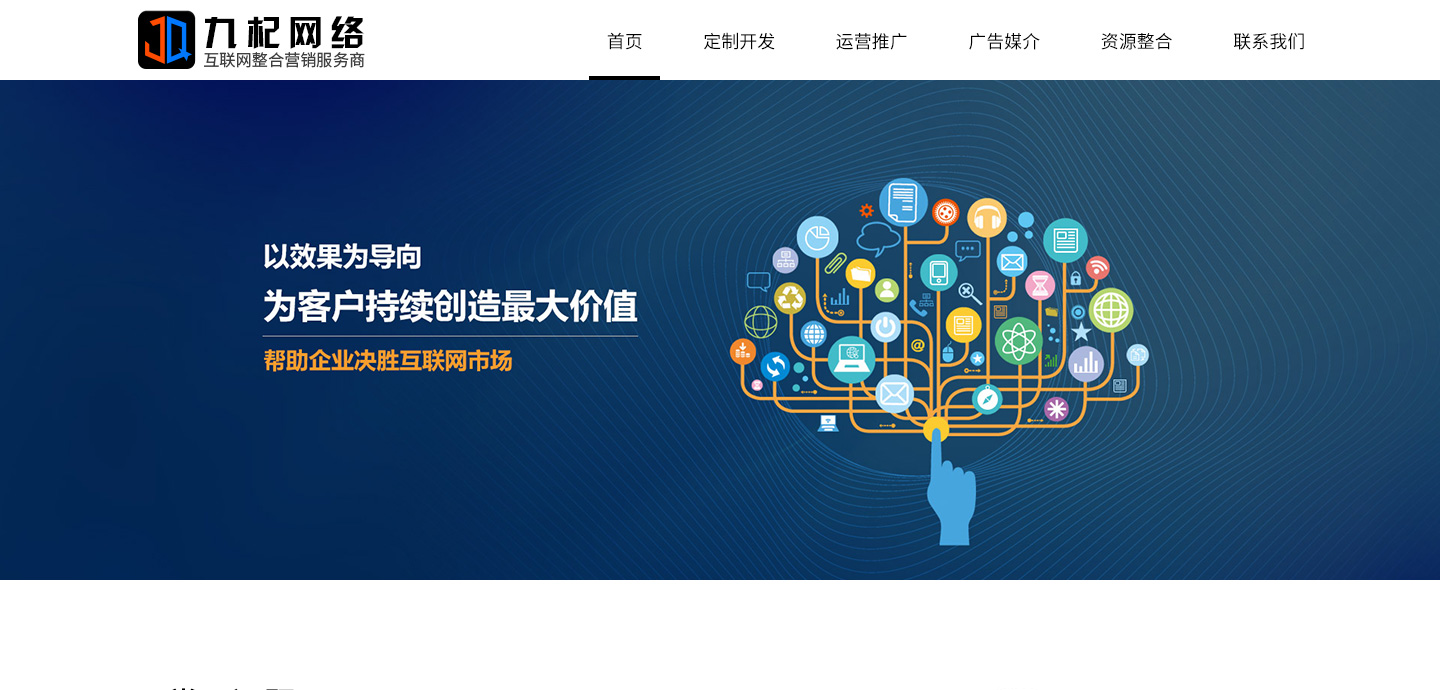 JQ 九杞网络
互联网整合营销服务商
首页 定制开发 运营推广 广告媒介 资源整合 联系我们
以效果为导向
为客户持续创造最大价值
帮助企业决胜互联网市场
@